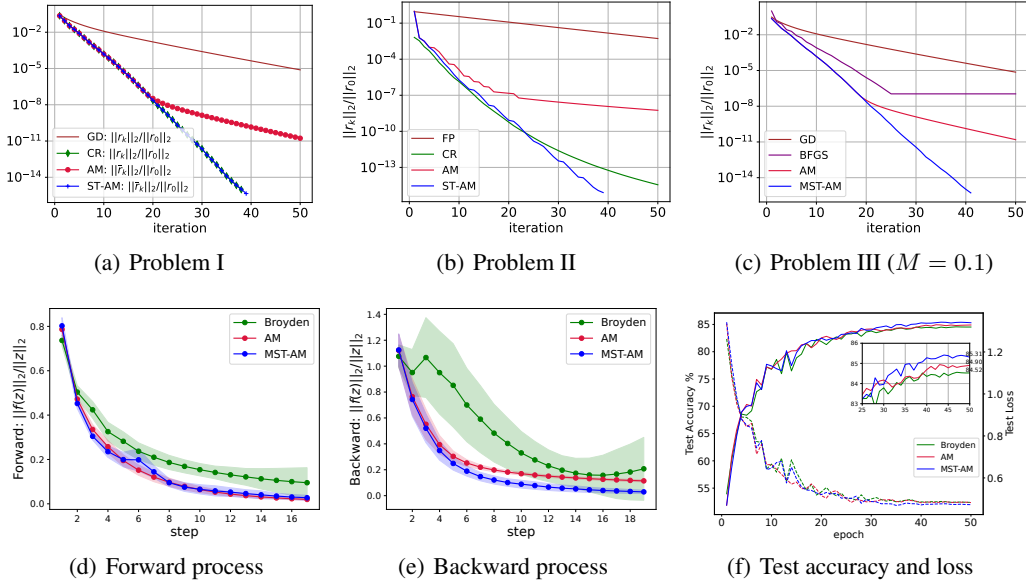 10^{-2}
10^{-5}
10^{-8}
10^{-11}
10^{-14}
GD: ||r_k||_2/||r_0||_2
CR: ||r_k||_2/||r_0||_2
AM: ||r̄_k||_2/||r_0||_2
ST-AM: ||r̄_k||_2/||r_0||_2
0 10 20 30 40 50
iteration
(a) Problem I
||r_k||_2/||r_0||_2
10^{-1}
10^{-4}
10^{-7}
10^{-10}
10^{-13}
FP
CR
AM
ST-AM
0 10 20 30 40 50
iteration
(b) Problem II
||r_k||_2/||r_0||_2
10^{-2}
10^{-5}
10^{-8}
10^{-11}
10^{-14}
GD
BFGS
AM
MST-AM
0 10 20 30 40 50
iteration
(c) Problem III (M = 0.1)
Forward: ||f(z)||_2/||z||_2
0.8
0.6
0.4
0.2
0.0
Broyden
AM
MST-AM
2 4 6 8 10 12 14 16
step
(d) Forward process
Backward: ||f(z)||_2/||z||_2
1.4
1.2
1.0
0.8
0.6
0.4
0.2
0.0
Broyden
AM
MST-AM
2 4 6 8 10 12 14 16 18
step
(e) Backward process
Test Accuracy %
85
80
75
70
65
60
55
86
85
84
83
25 30 35 40 45 50
85.31
84.90
84.52
Broyden
AM
MST-AM
1.2
1.0
0.8
0.6
Test Loss
0 10 20 30 40 50
epoch
(f) Test accuracy and loss